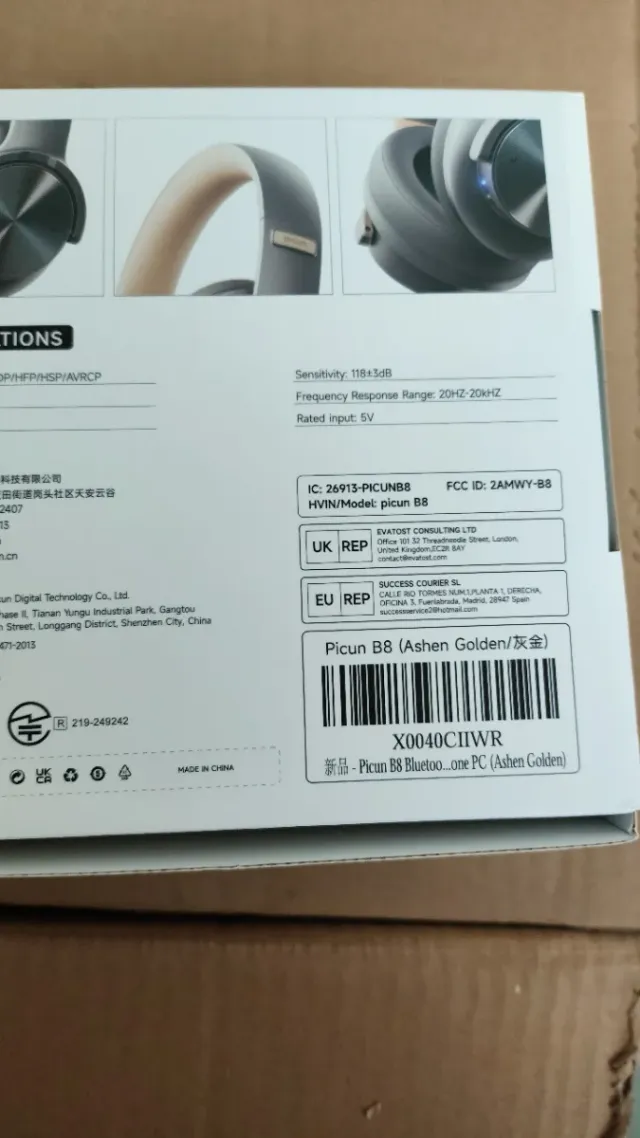 TIONS
DP/HFP/HSP/AVRCP
Sensitivity: 118±3dB
Frequency Response Range: 20HZ-20kHZ
Rated input: 5V
科技有限公司
田街道岗头社区天安云谷
2407
13
n.cn
cun Digital Technology Co., Ltd.
hase II, Tianan Yungu Industrial Park, Gangtou
n Street, Longgang District, Shenzhen City, China
471-2013
R 219-249242
UK
CA
MADE IN CHINA
IC: 26913-PICUNB8 FCC ID: 2AMWY-B8
HVIN/Model: picun B8
UK REP
EVATOST CONSULTING LTD
Office 101 32 Threadneedle Street, London,
United Kingdom,EC2R 8AY
contact@evatost.com
EU REP
SUCCESS COURIER SL
CALLE RIO TORMES NUM.1,PLANTA 1, DERECHA,
OFICINA 3, Fuenlabrada, Madrid, 28947 Spain
successservice2@hotmail.com
Picun B8 (Ashen Golden/灰金)
X0040CIIWR
新品 - Picun B8 Bluetoo...one PC (Ashen Golden)